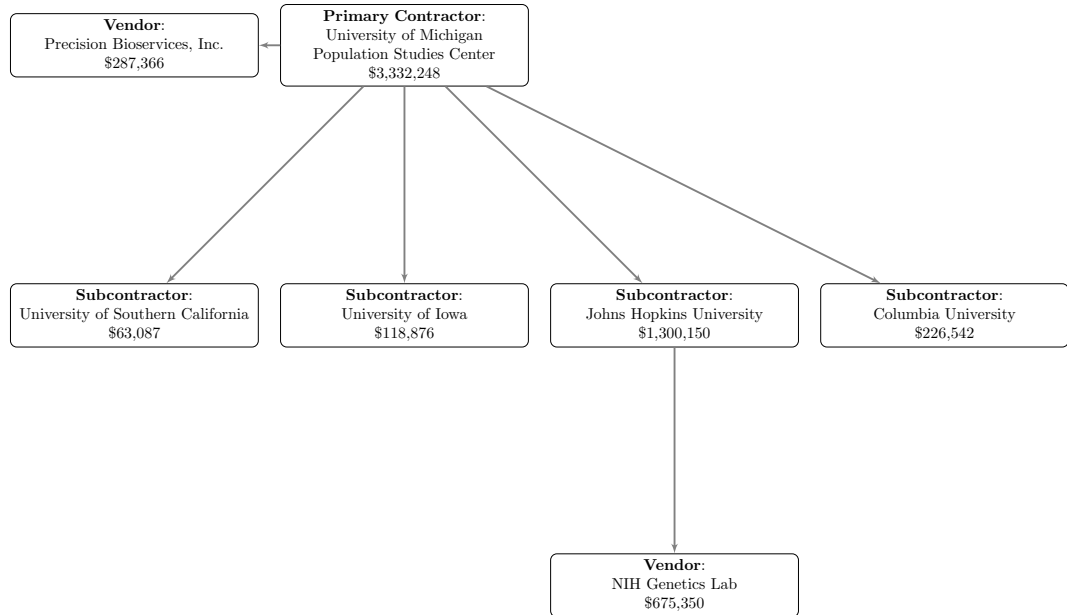 Vendor:
Precision Bioservices, Inc.
$287,366
Primary Contractor:
University of Michigan
Population Studies Center
$3,332,248
Subcontractor:
University of Southern California
$63,087
Subcontractor:
University of Iowa
$118,876
Subcontractor:
Johns Hopkins University
$1,300,150
Subcontractor:
Columbia University
$226,542
Vendor:
NIH Genetics Lab
$675,350